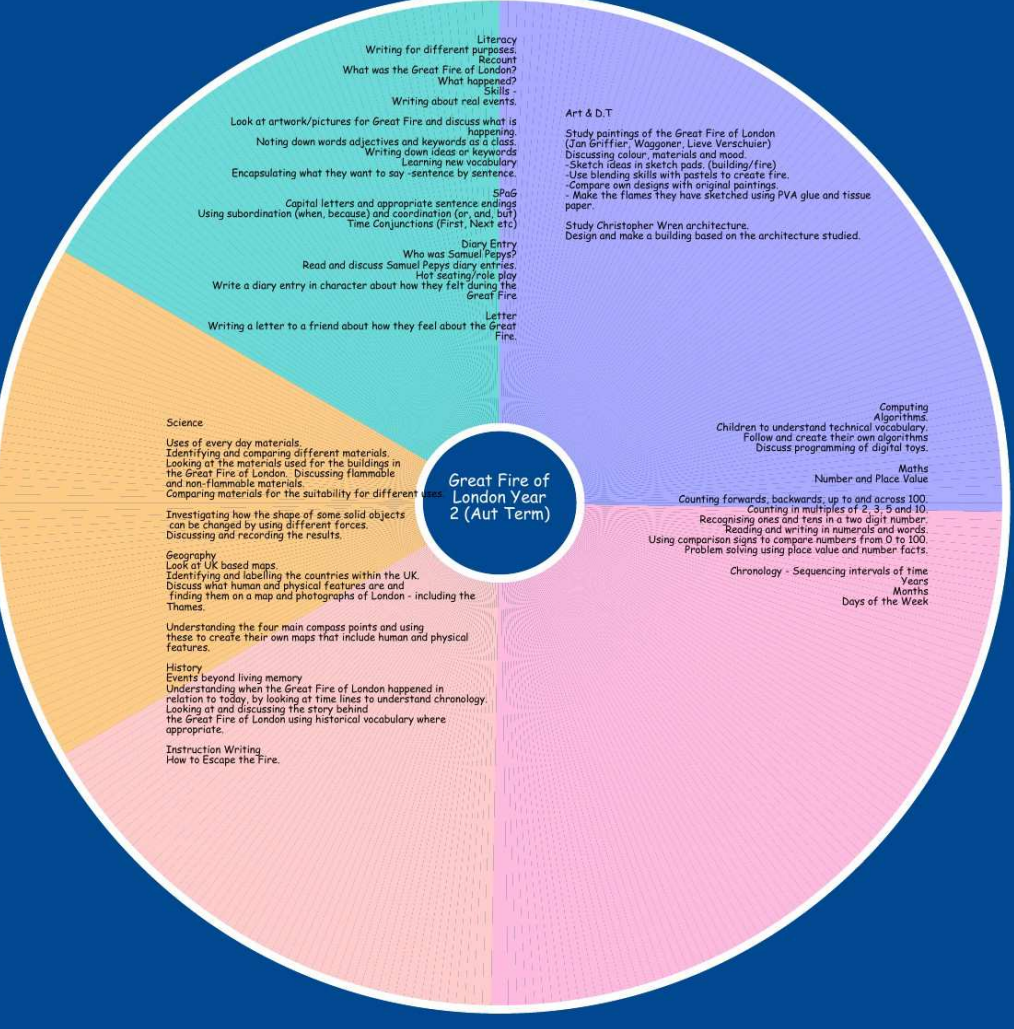 Literacy
Writing for different purposes.
Recount
What was the Great Fire of London?
What happened?
Skills -
Writing about real events.
Look at artwork/pictures for Great Fire and discuss what is
happening.
Noting down words adjectives and keywords as a class.
Writing down ideas or keywords
Learning new vocabulary
Encapsulating what they want to say -sentence by sentence.
SPaG
Capital letters and appropriate sentence endings
Using subordination (when, because) and coordination (or, and, but)
Time Conjunctions (First, Next etc)
Diary Entry
Who was Samuel Pepys?
Read and discuss Samuel Pepys diary entries.
Hot seating/role play
Write a diary entry in character about how they felt during the
Great Fire
Letter
Writing a letter to a friend about how they feel about the Great
Fire.
Art & D.T
Study paintings of the Great Fire of London
(Jan Griffier, Waggoner, Lieve Verschuier)
Discussing colour, materials and mood.
-Sketch ideas in sketch pads. (building/fire)
-Use blending skills with pastels to create fire.
-Compare own designs with original paintings.
- Make the flames they have sketched using PVA glue and tissue
paper.
Study Christopher Wren architecture.
Design and make a building based on the architecture studied.
Computing
Algorithms.
Children to understand technical vocabulary.
Follow and create their own algorithms
Discuss programming of digital toys.
Maths
Number and Place Value
Counting forwards, backwards, up to and across 100.
Counting in multiples of 2, 3, 5 and 10.
Recognising ones and tens in a two digit number.
Reading and writing in numerals and words.
Using comparison signs to compare numbers from 0 to 100.
Problem solving using place value and number facts.
Chronology - Sequencing intervals of time
Years
Months
Days of the Week
Great Fire of
London Year
2 (Aut Term)
Science
Uses of every day materials.
Identifying and comparing different materials.
Looking at the materials used for the buildings in
the Great Fire of London. Discussing flammable
and non-flammable materials.
Comparing materials for the suitability for different uses.
Investigating how the shape of some solid objects
can be changed by using different forces.
Discussing and recording the results.
Geography
Look at UK based maps.
Identifying and labelling the countries within the UK.
Discuss what human and physical features are and
finding them on a map and photographs of London - including the
Thames.
Understanding the four main compass points and using
these to create their own maps that include human and physical
features.
History
Events beyond living memory
Understanding when the Great Fire of London happened in
relation to today, by looking at time lines to understand chronology.
Looking at and discussing the story behind
the Great Fire of London using historical vocabulary where
appropriate.
Instruction Writing
How to Escape the Fire.